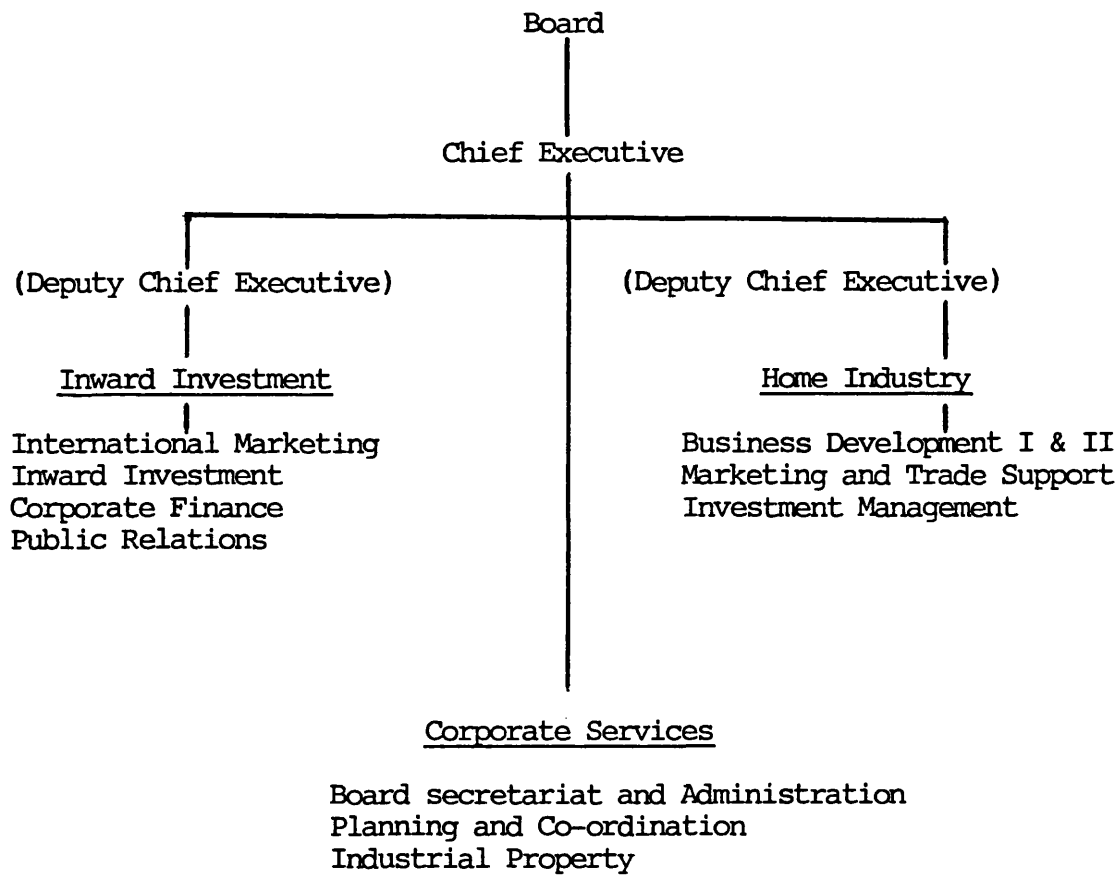 Board
Chief Executive
(Deputy Chief Executive)
(Deputy Chief Executive)
Inward Investment
Home Industry
International Marketing
Inward Investment
Corporate Finance
Public Relations
Business Development I & II
Marketing and Trade Support
Investment Management
Corporate Services
Board secretariat and Administration
Planning and Co-ordination
Industrial Property